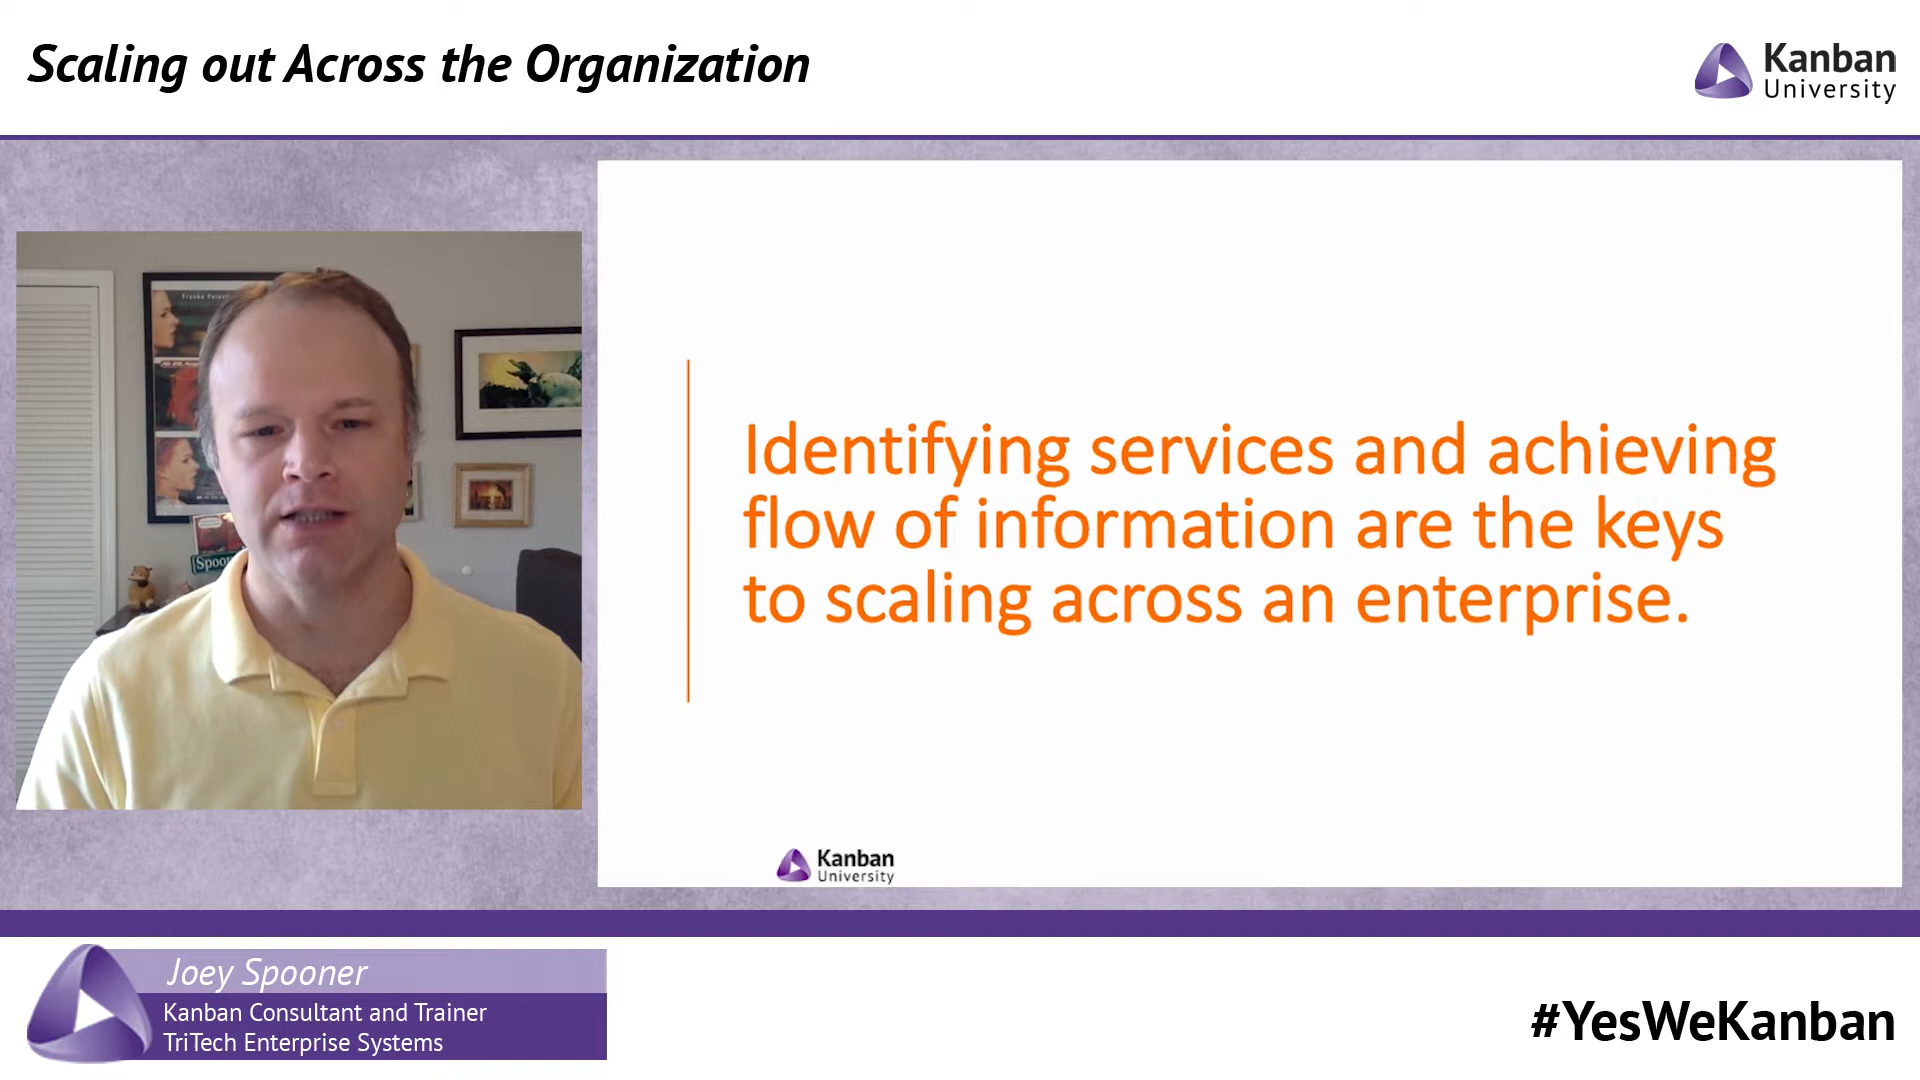 Scaling out Across the Organization
Kanban
University
Spoo
Identifying services and achieving
flow of information are the keys
to scaling across an enterprise.
Kanban
University
Joey Spooner
Kanban Consultant and Trainer
TriTech Enterprise Systems
#YesWeKanban